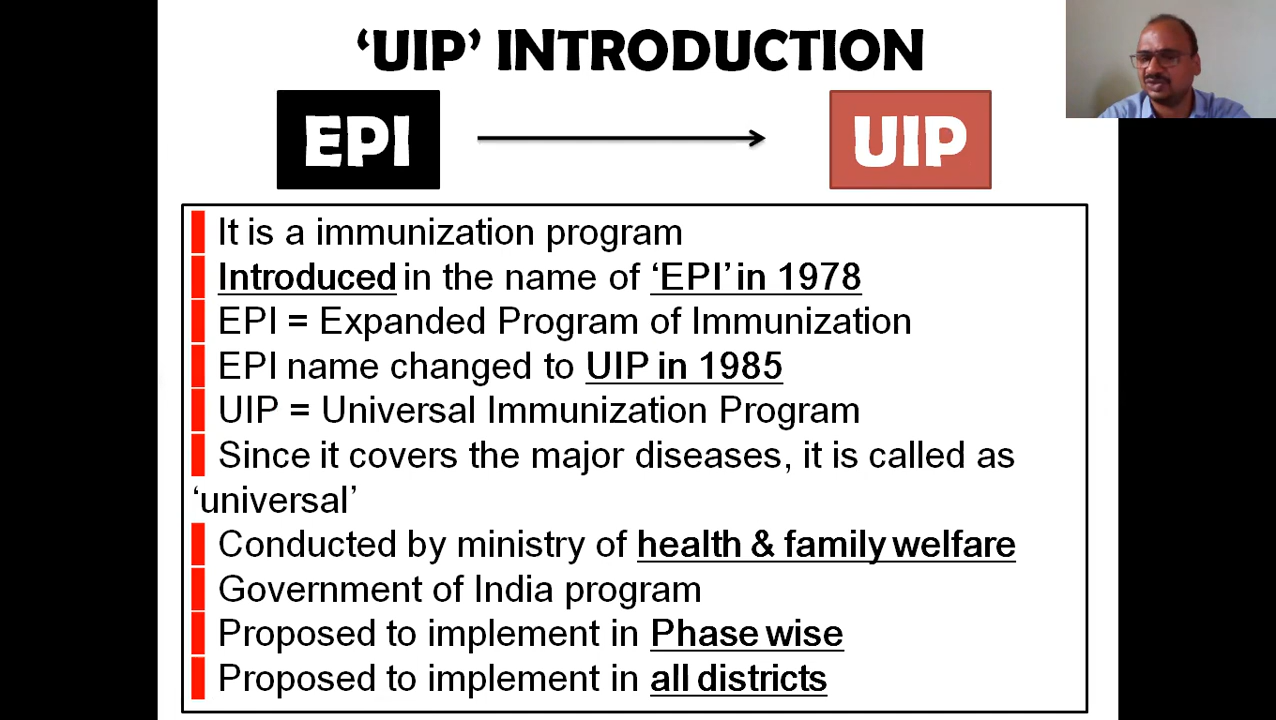 ‘UIP’ INTRODUCTION
EPI
UIP
It is a immunization program
Introduced in the name of ‘EPI’ in 1978
EPI = Expanded Program of Immunization
EPI name changed to UIP in 1985
UIP = Universal Immunization Program
Since it covers the major diseases, it is called as
‘universal’
Conducted by ministry of health & family welfare
Government of India program
Proposed to implement in Phase wise
Proposed to implement in all districts